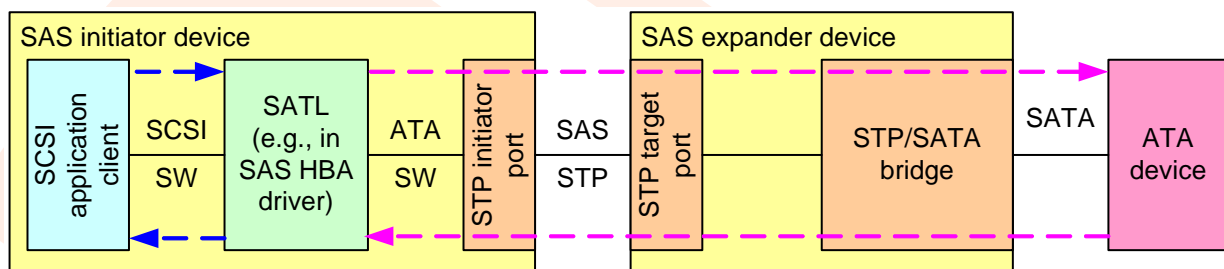 SAS initiator device
SCSI
application
client
SCSI
SW
SATL
(e.g., in
SAS HBA
driver)
ATA
SW
STP initiator
port
SAS
STP
SAS expander device
STP target
port
STP/SATA
bridge
SATA
ATA
device